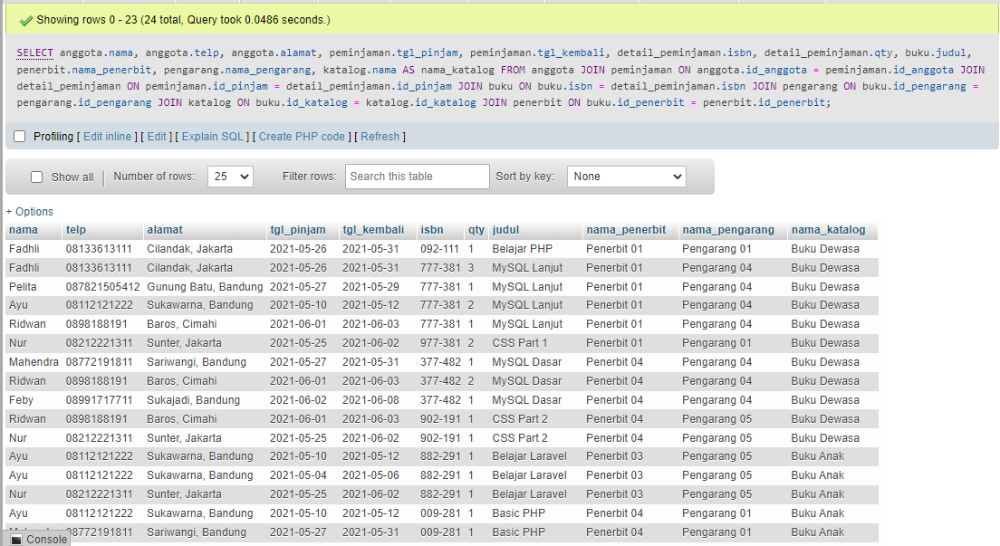 Showing rows 0 - 23 (24 total, Query took 0.0486 seconds.)
SELECT anggota.nama, anggota.telp, anggota.alamat, peminjaman.tgl_pinjam, peminjaman.tgl_kembali, detail_peminjaman.isbn, detail_peminjaman.qty, buku.judul,
penerbit.nama_penerbit, pengarang.nama_pengarang, katalog.nama AS nama_katalog FROM anggota JOIN peminjaman ON anggota.id_anggota = peminjaman.id_anggota JOIN
detail_peminjaman ON peminjaman.id_pinjam = detail_peminjaman.id_pinjam JOIN buku ON buku.isbn = detail_peminjaman.isbn JOIN pengarang ON buku.id_pengarang =
pengarang.id_pengarang JOIN katalog ON buku.id_katalog = katalog.id_katalog JOIN penerbit ON buku.id_penerbit = penerbit.id_penerbit;
Profiling [ Edit inline ] [ Edit ] [ Explain SQL ] [ Create PHP code ] [ Refresh ]
Show all | Number of rows: 25 Filter rows: Search this table Sort by key: None
+ Options
nama telp alamat tgl_pinjam tgl_kembali isbn qty judul nama_penerbit nama_pengarang nama_katalog
Fadhli 08133613111 Cilandak, Jakarta 2021-05-26 2021-05-31 092-111 1 Belajar PHP Penerbit 01 Pengarang 01 Buku Dewasa
Fadhli 08133613111 Cilandak, Jakarta 2021-05-26 2021-05-31 777-381 3 MySQL Lanjut Penerbit 01 Pengarang 04 Buku Dewasa
Pelita 087821505412 Gunung Batu, Bandung 2021-05-27 2021-05-29 777-381 1 MySQL Lanjut Penerbit 01 Pengarang 04 Buku Dewasa
Ayu 08112121222 Sukawarna, Bandung 2021-05-10 2021-05-12 777-381 2 MySQL Lanjut Penerbit 01 Pengarang 04 Buku Dewasa
Ridwan 0898188191 Baros, Cimahi 2021-06-01 2021-06-03 777-381 1 MySQL Lanjut Penerbit 01 Pengarang 04 Buku Dewasa
Nur 08212221311 Sunter, Jakarta 2021-05-25 2021-06-02 977-381 2 CSS Part 1 Penerbit 01 Pengarang 01 Buku Dewasa
Mahendra 08772191811 Sariwangi, Bandung 2021-05-27 2021-05-31 377-482 1 MySQL Dasar Penerbit 04 Pengarang 04 Buku Dewasa
Ridwan 0898188191 Baros, Cimahi 2021-06-01 2021-06-03 377-482 2 MySQL Dasar Penerbit 04 Pengarang 04 Buku Dewasa
Feby 08991717711 Sukajadi, Bandung 2021-06-02 2021-06-08 377-482 1 MySQL Dasar Penerbit 04 Pengarang 04 Buku Dewasa
Ridwan 0898188191 Baros, Cimahi 2021-06-01 2021-06-03 902-191 1 CSS Part 2 Penerbit 04 Pengarang 05 Buku Dewasa
Nur 08212221311 Sunter, Jakarta 2021-05-25 2021-06-02 902-191 1 CSS Part 2 Penerbit 04 Pengarang 05 Buku Dewasa
Ayu 08112121222 Sukawarna, Bandung 2021-05-10 2021-05-12 882-291 1 Belajar Laravel Penerbit 03 Pengarang 05 Buku Anak
Ayu 08112121222 Sukawarna, Bandung 2021-05-04 2021-05-06 882-291 1 Belajar Laravel Penerbit 03 Pengarang 05 Buku Anak
Nur 08212221311 Sunter, Jakarta 2021-05-25 2021-06-02 882-291 1 Belajar Laravel Penerbit 03 Pengarang 05 Buku Anak
Ayu 08112121222 Sukawarna, Bandung 2021-05-10 2021-05-12 009-281 1 Basic PHP Penerbit 04 Pengarang 01 Buku Anak
08772191811 Sariwangi, Bandung 2021-05-27 2021-05-31 009-281 1 Basic PHP Penerbit 04 Pengarang 01 Buku Anak
Console